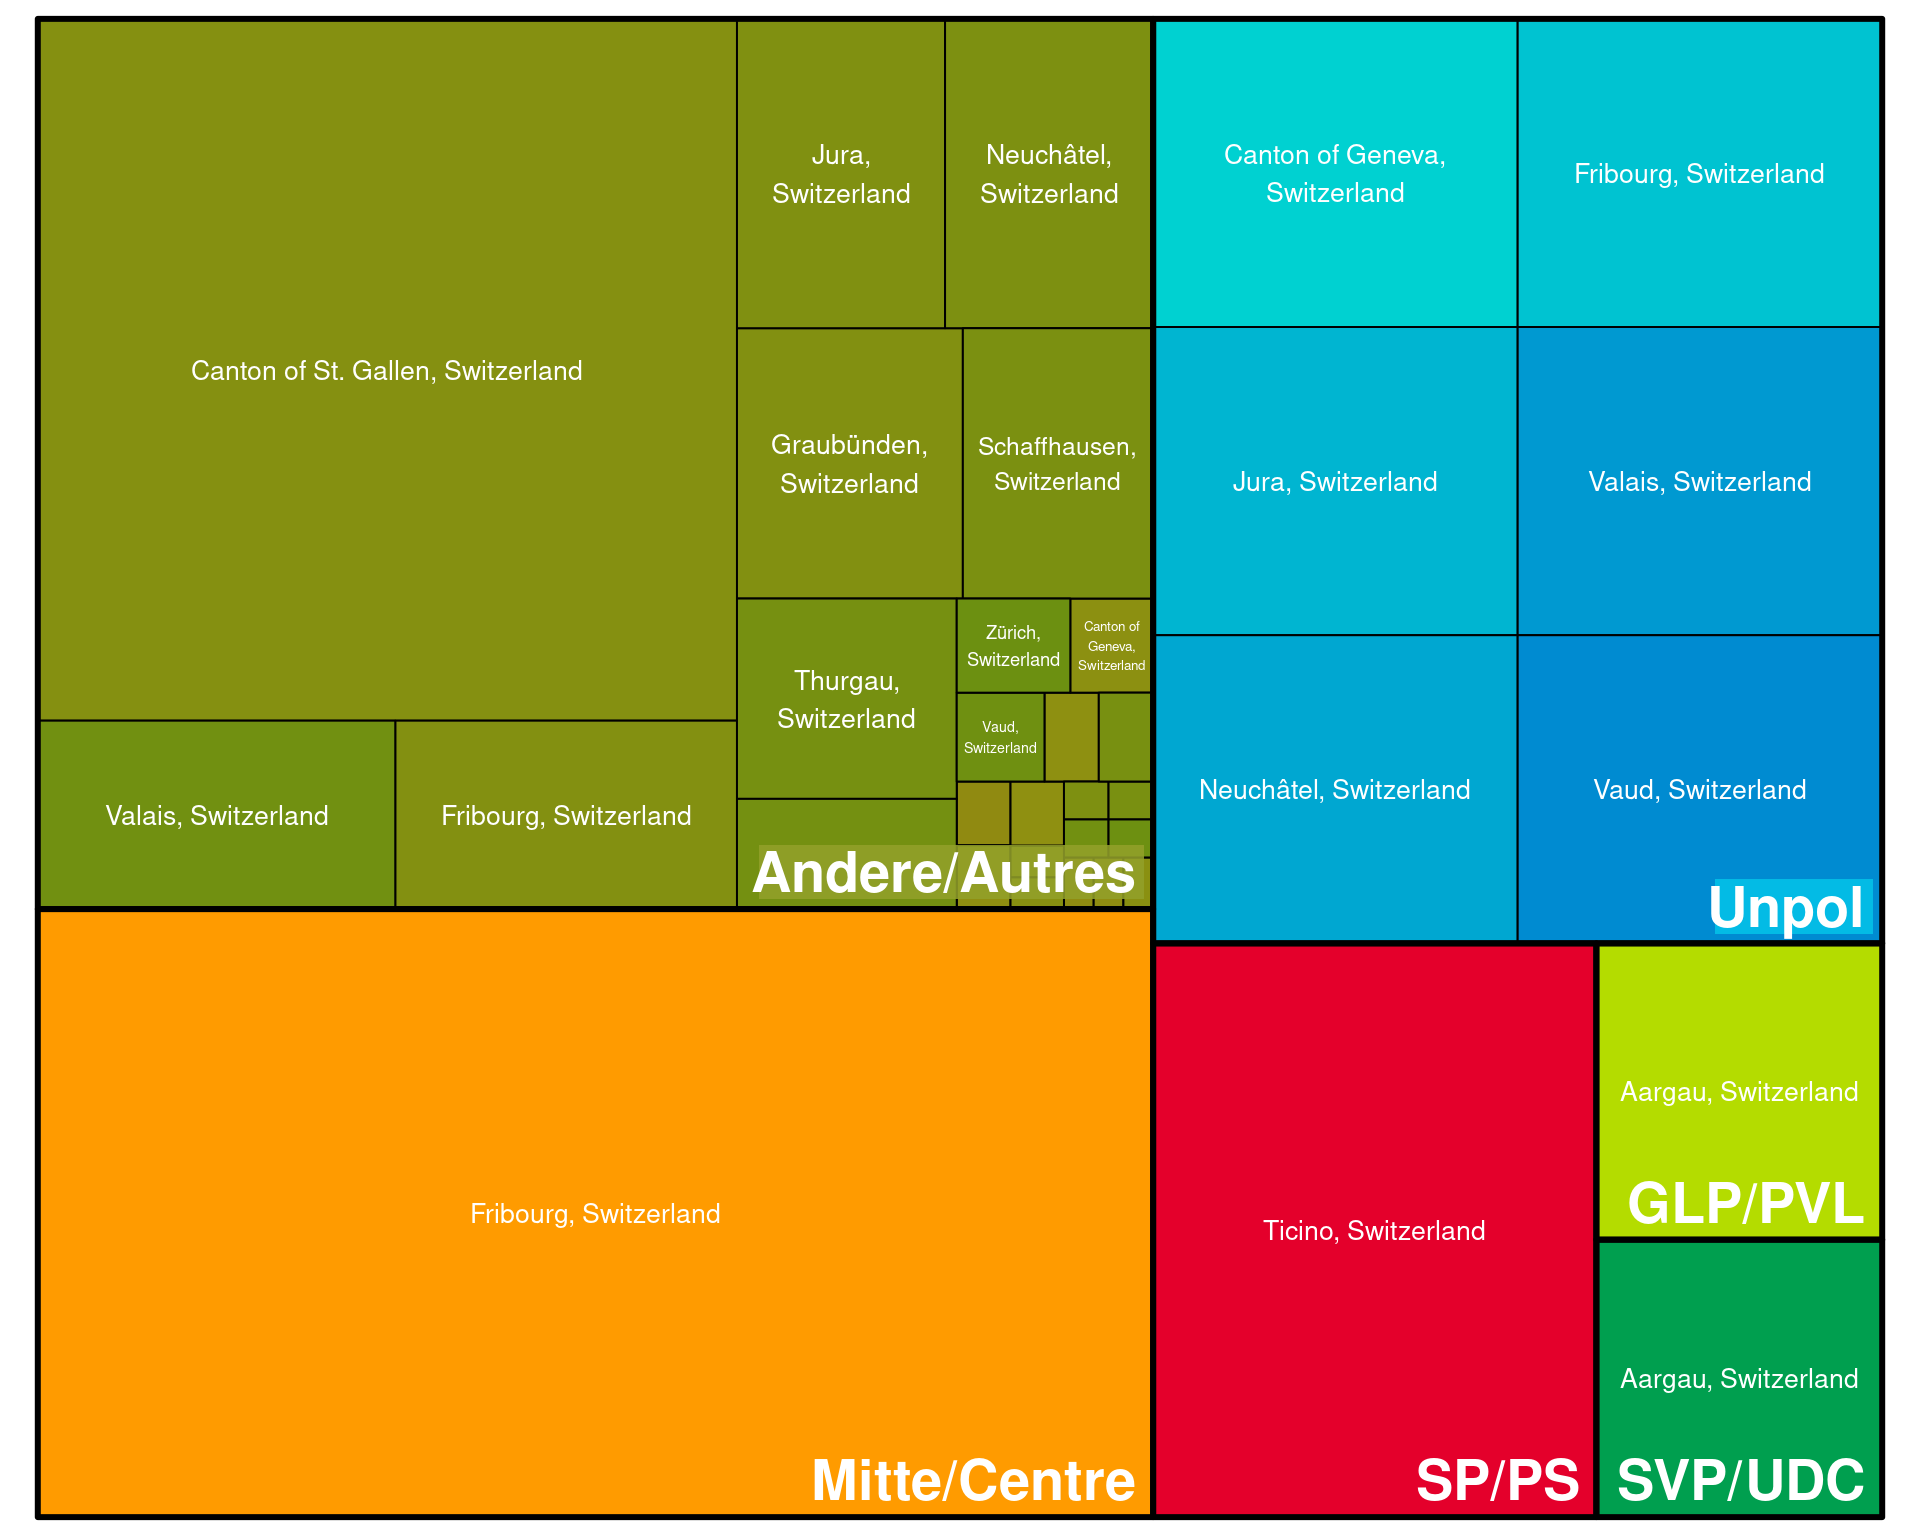 Canton of St. Gallen, Switzerland
Valais, Switzerland
Fribourg, Switzerland
Jura,
Switzerland
Neuchâtel,
Switzerland
Graubünden,
Switzerland
Schaffhausen,
Switzerland
Thurgau,
Switzerland
Zürich,
Switzerland
Canton of
Geneva,
Switzerland
Vaud,
Switzerland
Andere/Autres
Canton of Geneva,
Switzerland
Fribourg, Switzerland
Jura, Switzerland
Valais, Switzerland
Neuchâtel, Switzerland
Vaud, Switzerland
Unpol
Fribourg, Switzerland
Mitte/Centre
Ticino, Switzerland
SP/PS
Aargau, Switzerland
GLP/PVL
Aargau, Switzerland
SVP/UDC